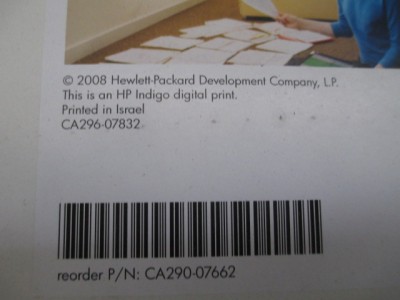 © 2008 Hewlett-Packard Development Company, L.P.
This is an HP Indigo digital print.
Printed in Israel
CA296-07832
reorder P/N: CA290-07662